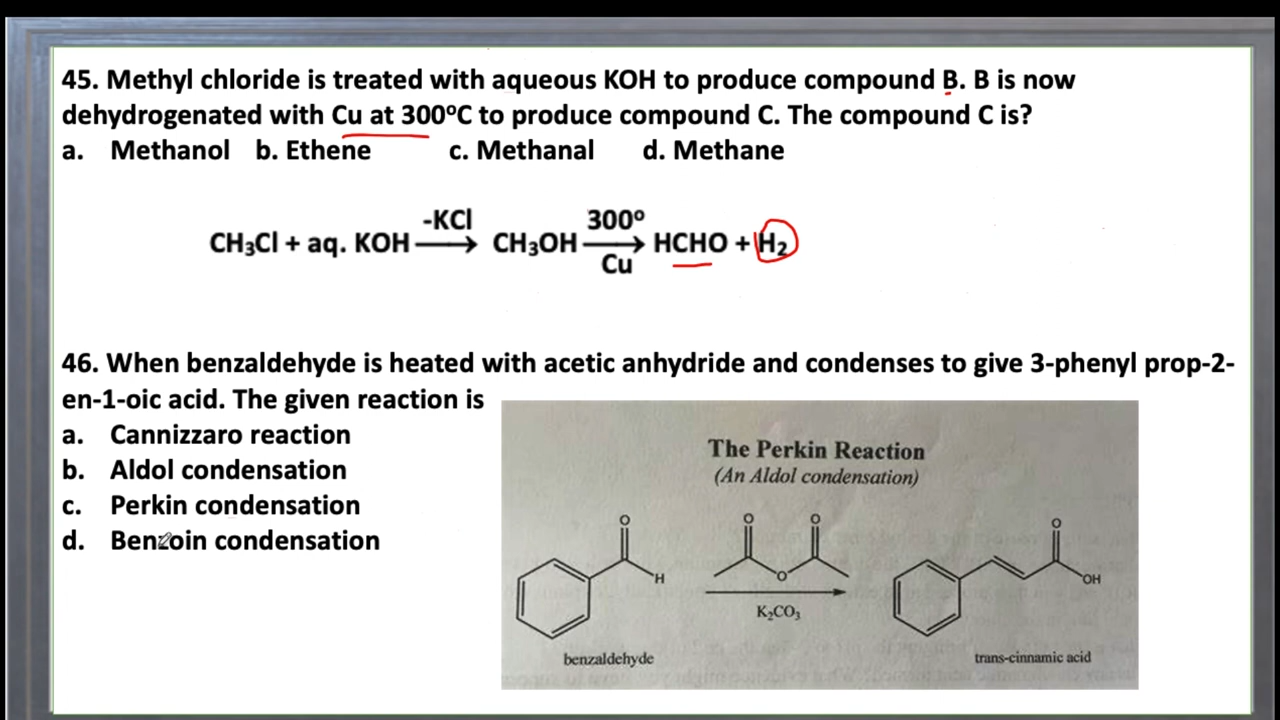 45. Methyl chloride is treated with aqueous KOH to produce compound B. B is now
dehydrogenated with Cu at 300⁰C to produce compound C. The compound C is?
a. Methanol b. Ethene c. Methanal d. Methane
-KCl 300⁰
CH₃Cl + aq. KOH ⟶ CH₃OH ⟶ HCHO + H₂
Cu
46. When benzaldehyde is heated with acetic anhydride and condenses to give 3-phenyl prop-2-
en-1-oic acid. The given reaction is
a. Cannizzaro reaction
b. Aldol condensation
c. Perkin condensation
d. Benzoin condensation
The Perkin Reaction
(An Aldol condensation)
O O O O
H O OH
K₂CO₃
benzaldehyde trans-cinnamic acid